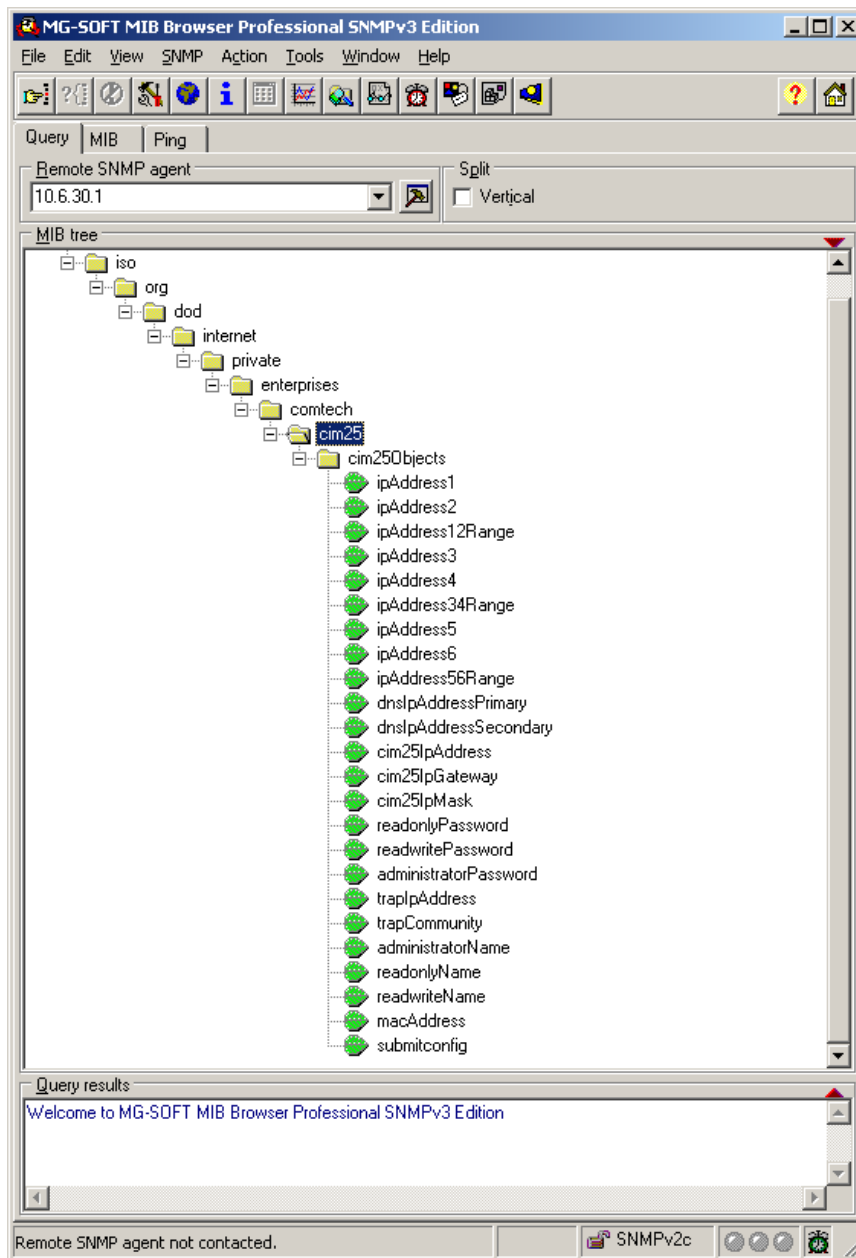 MG-SOFT MIB Browser Professional SNMPv3 Edition
File Edit View SNMP Action Tools Window Help
Query MIB Ping
Remote SNMP agent
Split
10.6.30.1
Vertical
MIB tree
iso
org
dod
internet
private
enterprises
comtech
cim25
cim25Objects
ipAddress1
ipAddress2
ipAddress12Range
ipAddress3
ipAddress4
ipAddress34Range
ipAddress5
ipAddress6
ipAddress56Range
dnsIpAddressPrimary
dnsIpAddressSecondary
cim25IpAddress
cim25IpGateway
cim25IpMask
readonlyPassword
readwritePassword
administratorPassword
trapIpAddress
trapCommunity
administratorName
readonlyName
readwriteName
macAddress
submitconfig
Query results
Welcome to MG-SOFT MIB Browser Professional SNMPv3 Edition
Remote SNMP agent not contacted.
SNMPv2c